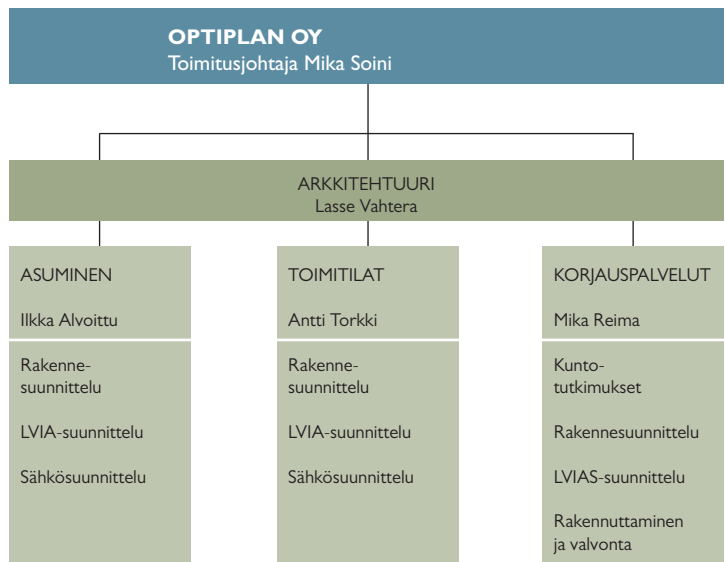 OPTIPLAN OY
Toimitusjohtaja Mika Soini
ARKKITEHTUURI
Lasse Vahtera
ASUMINEN
Ilkka Alvoittu
Rakenne-
suunnittelu
LVIA-suunnittelu
Sähkösuunnittelu
TOIMITILAT
Antti Torkki
Rakenne-
suunnittelu
LVIA-suunnittelu
Sähkösuunnittelu
KORJAUSPALVELUT
Mika Reima
Kunto-
tutkimukset
Rakennesuunnittelu
LVIAS-suunnittelu
Rakennuttaminen
ja valvonta